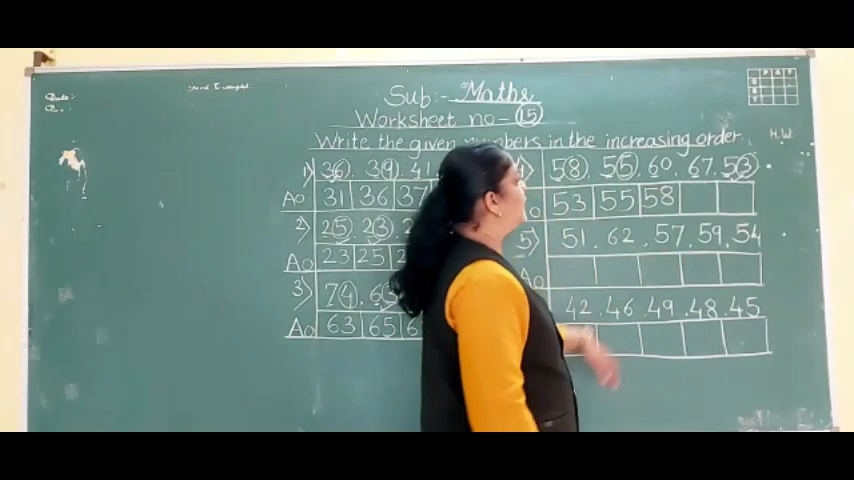 Sub:- Maths
Worksheet no- 15
Write the given numbers in the increasing order.
H.W.
1) 36. 39. 41
Ao 31 36 37
2) 25. 23. 2
Ao 23 25 2
3) 74. 63
Ao 63 65 6
4) 58. 55. 60. 67. 53
53 55 58
5) 51. 62. 57. 59. 54
Ao
42. 46. 49. 48. 45